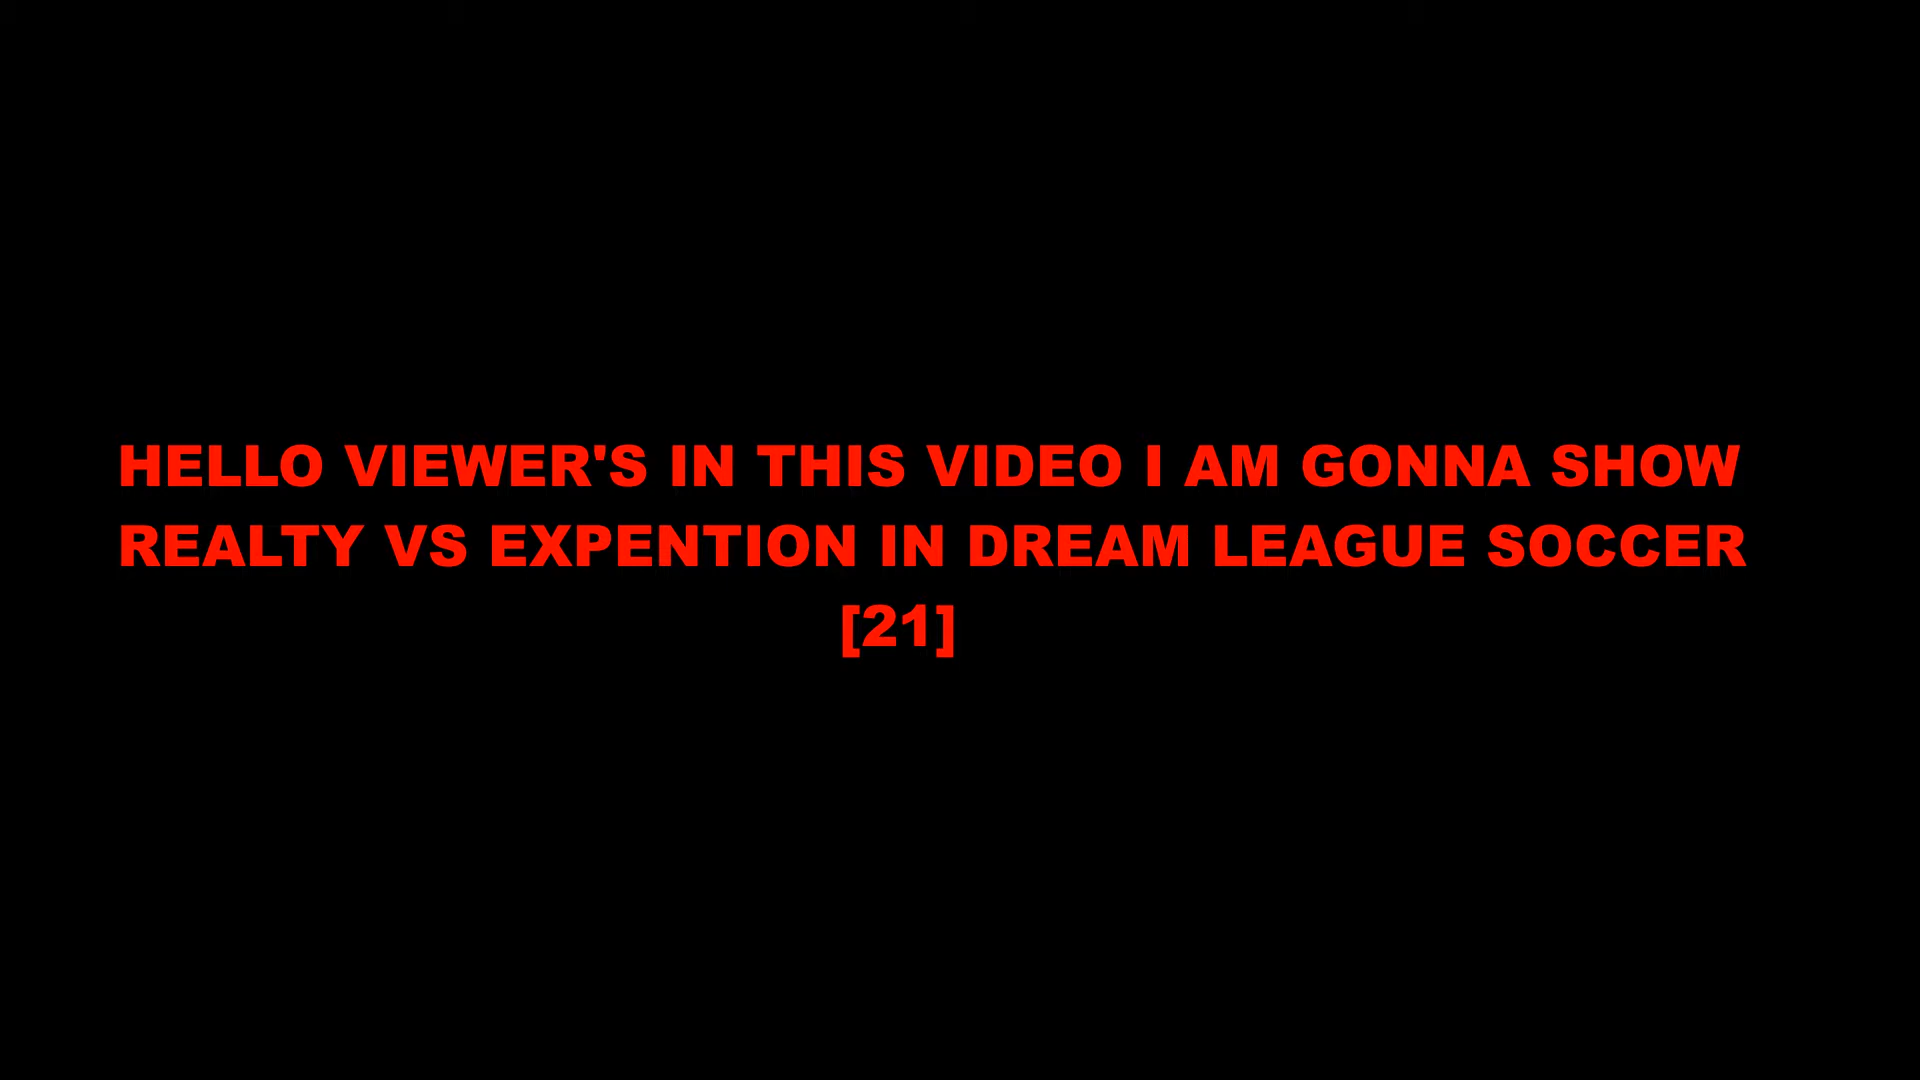 HELLO VIEWER'S IN THIS VIDEO I AM GONNA SHOW
REALTY VS EXPENTION IN DREAM LEAGUE SOCCER
[21]